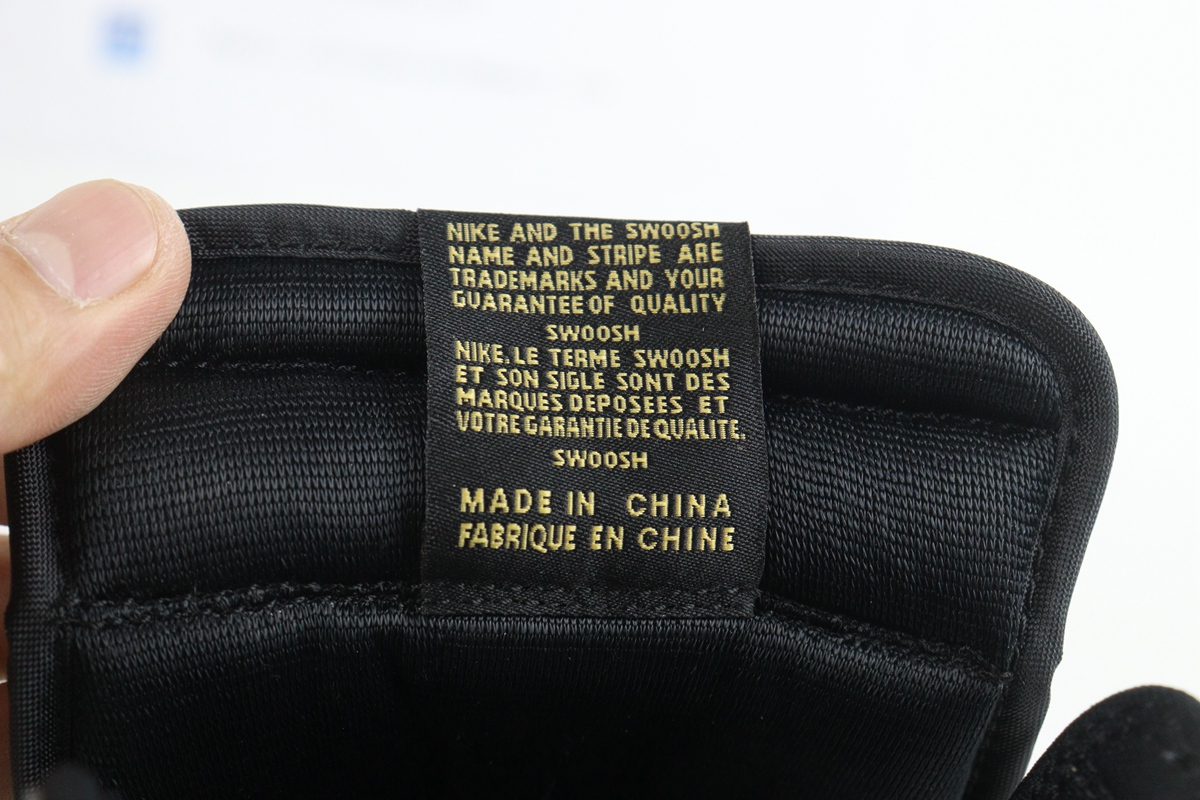 NIKE AND THE SWOOSH
NAME AND STRIPE ARE
TRADEMARKS AND YOUR
GUARANTEE OF QUALITY
SWOOSH
NIKE. LE TERME SWOOSH
ET SON SIGLE SONT DES
MARQUES DEPOSEES ET
VOTRE GARANTIE DE QUALITE.
SWOOSH
MADE IN CHINA
FABRIQUE EN CHINE